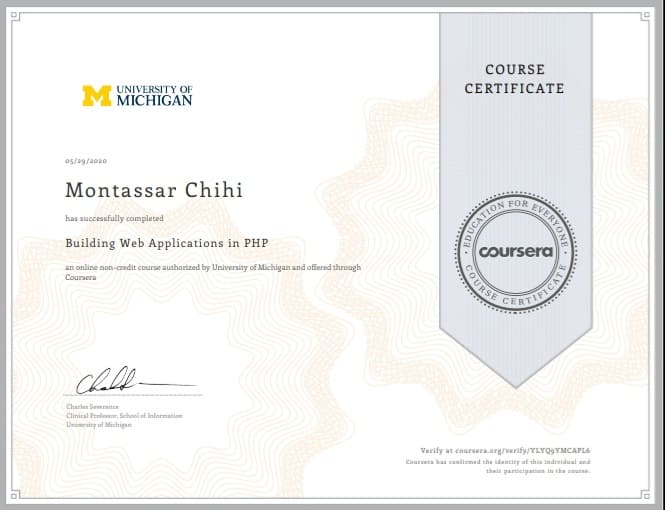 UNIVERSITY OF
MICHIGAN
COURSE
CERTIFICATE
05/29/2020
Montassar Chihi
has successfully completed
Building Web Applications in PHP
an online non-credit course authorized by University of Michigan and offered through
Coursera
EDUCATION FOR EVERYONE
coursera
COURSE CERTIFICATE
Charles Severance
Clinical Professor, School of Information
University of Michigan
Verify at coursera.org/verify/YLYQ9YMCAPL6
Coursera has confirmed the identity of this individual and
their participation in the course.